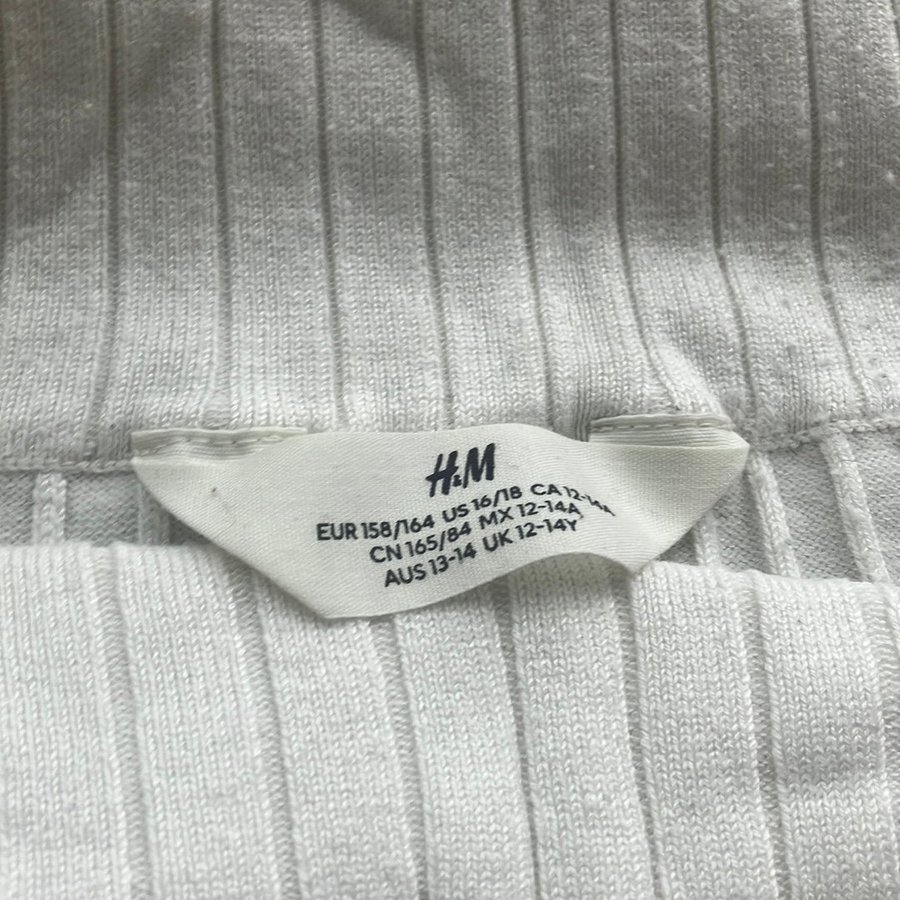 H&M
EUR 158/164 US 16/18 CA 12-14A
CN 165/84 MX 12-14A
AUS 13-14 UK 12-14Y